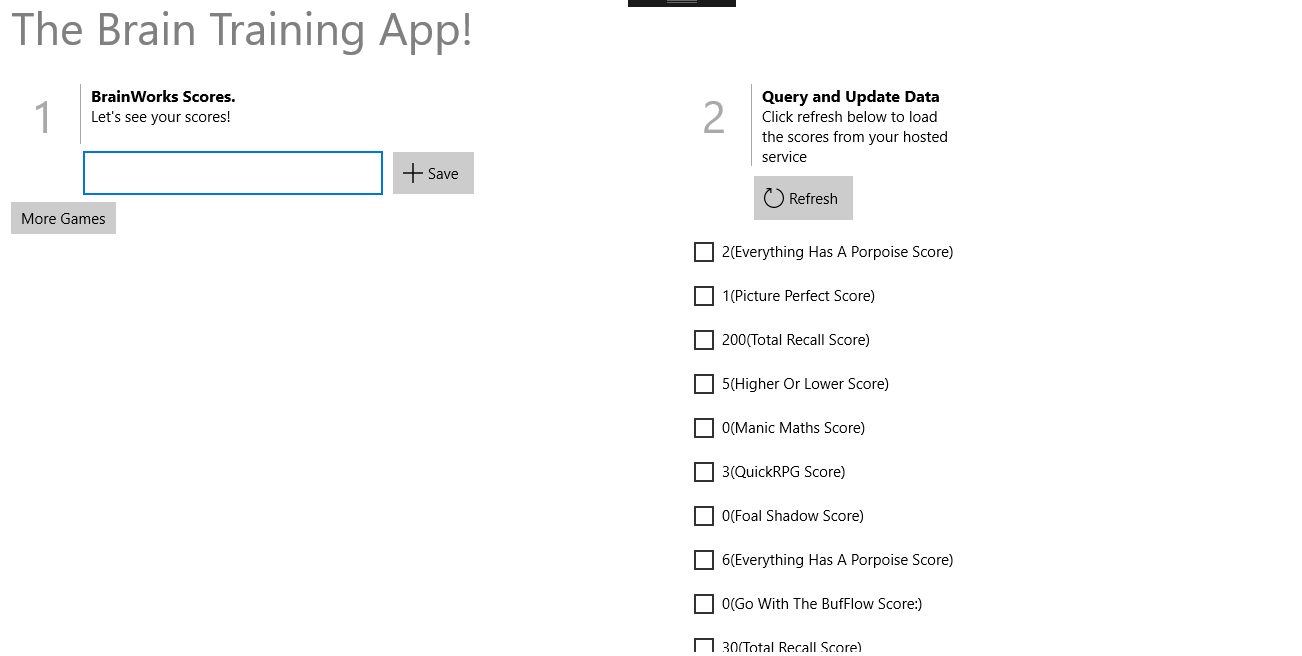 The Brain Training App!
1
BrainWorks Scores.
Let's see your scores!
Save
More Games
2
Query and Update Data
Click refresh below to load
the scores from your hosted
service
Refresh
2(Everything Has A Porpoise Score)
1(Picture Perfect Score)
200(Total Recall Score)
5(Higher Or Lower Score)
0(Manic Maths Score)
3(QuickRPG Score)
0(Foal Shadow Score)
6(Everything Has A Porpoise Score)
0(Go With The BufFlow Score:)
30(Total Recall Score)